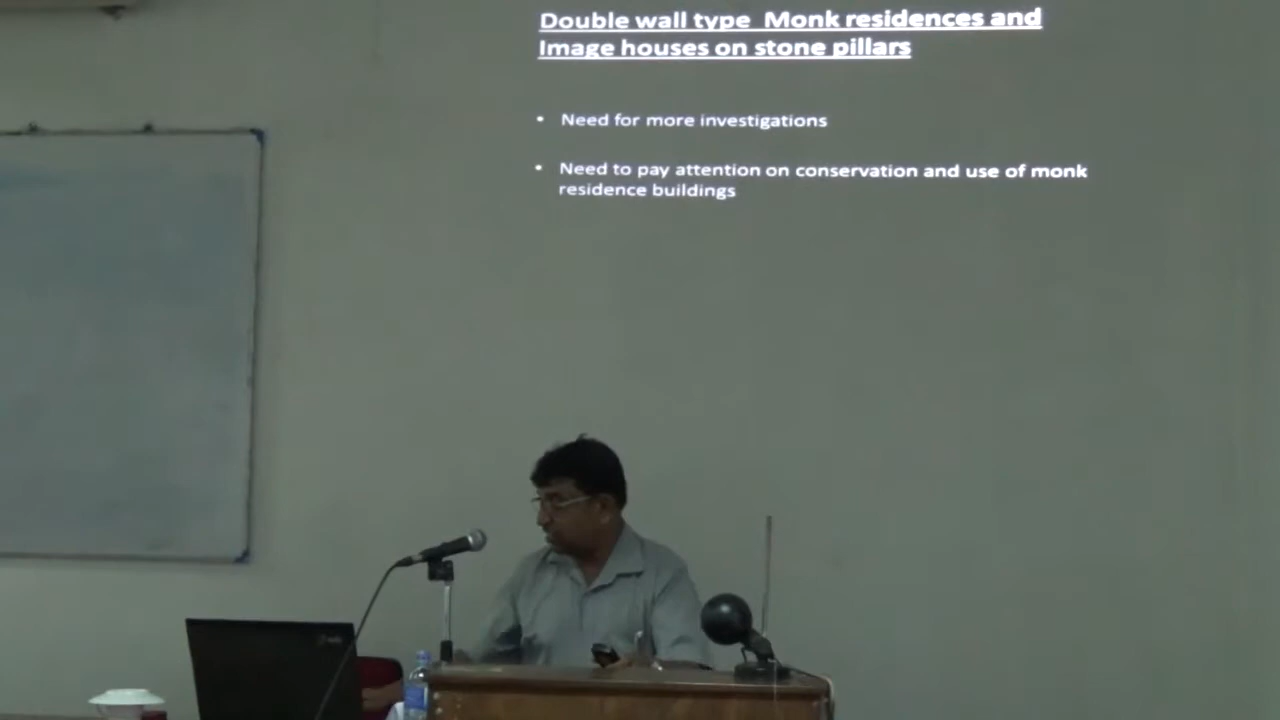 Double wall type Monk residences and
Image houses on stone pillars
• Need for more investigations
• Need to pay attention on conservation and use of monk
residence buildings